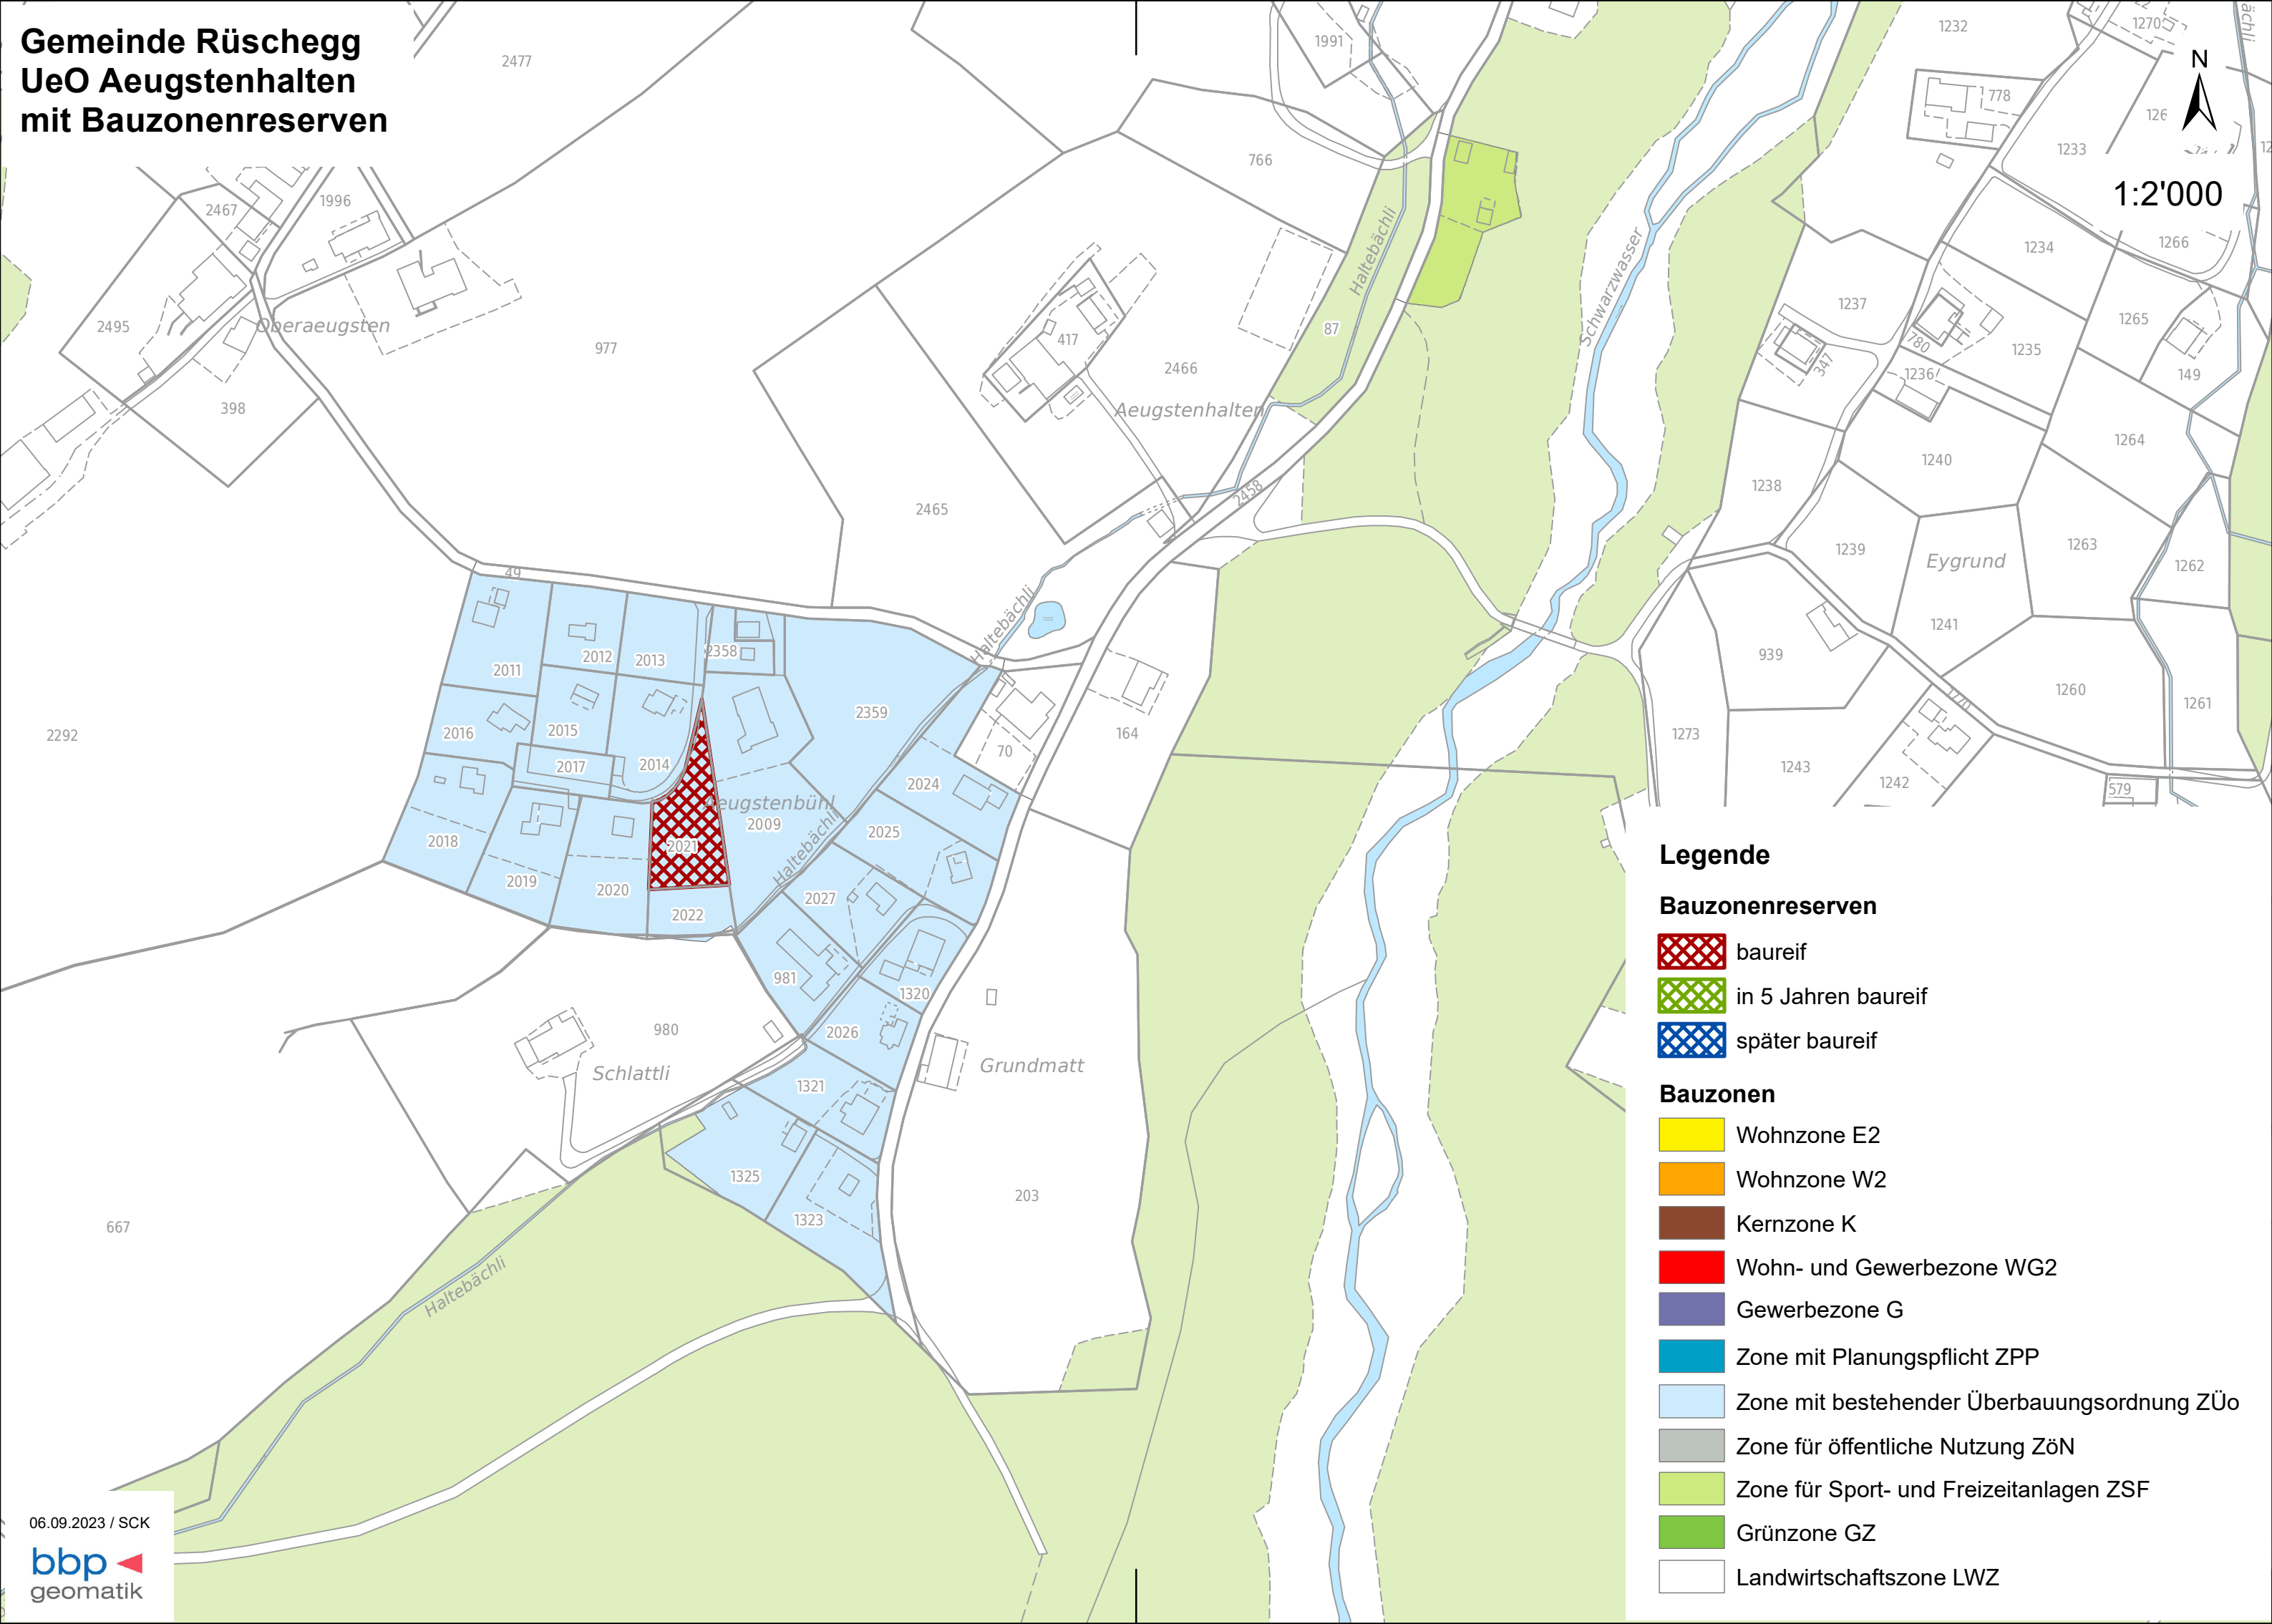 Gemeinde Rüschegg
UeO Aeugstenhalten
mit Bauzonenreserven
N
1:2'000
2477
1991
1232
1270
778
1233
766
2467
1996
1234
1266
2495
Oberaeugsten
977
417
2466
87
Haltebächli
Schwarzwasser
1237
780
1235
1265
347
1236
149
398
Aeugstenhalten
1264
1240
1238
2465
2458
1239
Eygrund
1263
1262
49
Haltebächli
2011
2012
2013
2358
939
1241
1260
1261
2292
2016
2015
2359
70
164
1273
2017
2014
1243
1242
579
Aeugstenbühl
2009
2024
2018
2021
2025
Haltebächli
2019
2020
2022
2027
981
1320
980
2026
Schlattli
1321
Grundmatt
1325
203
667
1323
Haltebächli
Legende
Bauzonenreserven
baureif
in 5 Jahren baureif
später baureif
Bauzonen
Wohnzone E2
Wohnzone W2
Kernzone K
Wohn- und Gewerbezone WG2
Gewerbezone G
Zone mit Planungspflicht ZPP
Zone mit bestehender Überbauungsordnung ZÜo
Zone für öffentliche Nutzung ZöN
Zone für Sport- und Freizeitanlagen ZSF
Grünzone GZ
Landwirtschaftszone LWZ
06.09.2023 / SCK
bbp
geomatik